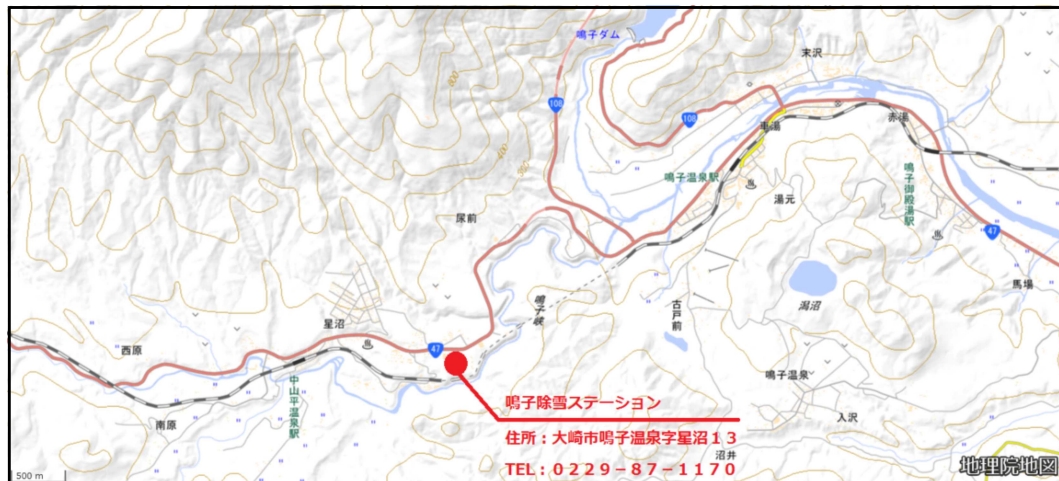 鳴子ダム
末沢
108
800
108
車湯
赤湯
400
鳴子温泉駅
鳴子御殿湯駅
湯元
尿前
47
馬場
鳴子峡
古戸前
潟沼
星沼
西原
47
鳴子温泉
中山平温泉駅
入沢
南原
鳴子除雪ステーション
住所：大崎市鳴子温泉字星沼１３
沼井
TEL：０２２９－８７－１１７０
500 m
地理院地図